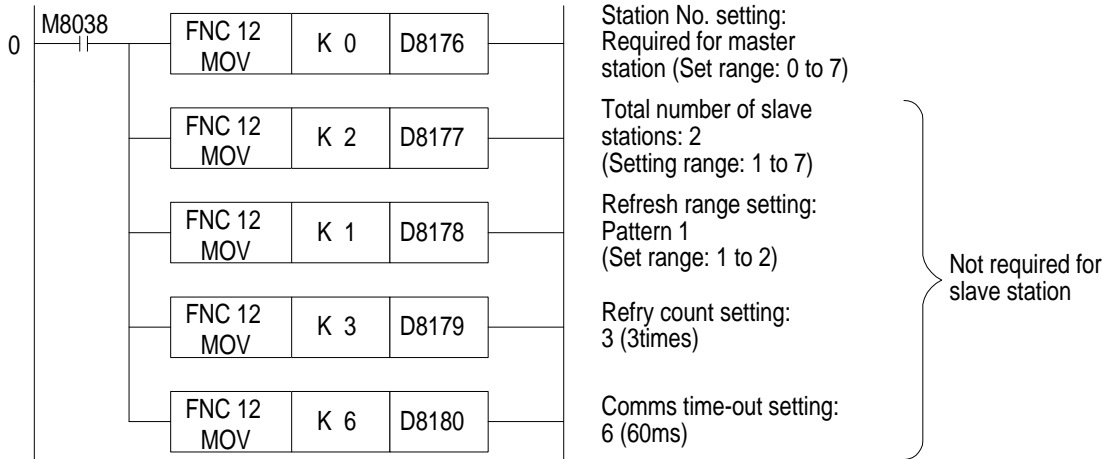 M8038
0
FNC 12
MOV
K 0
D8176
Station No. setting:
Required for master
station (Set range: 0 to 7)
FNC 12
MOV
K 2
D8177
Total number of slave
stations: 2
(Setting range: 1 to 7)
FNC 12
MOV
K 1
D8178
Refresh range setting:
Pattern 1
(Set range: 1 to 2)
Not required for
slave station
FNC 12
MOV
K 3
D8179
Refry count setting:
3 (3times)
FNC 12
MOV
K 6
D8180
Comms time-out setting:
6 (60ms)